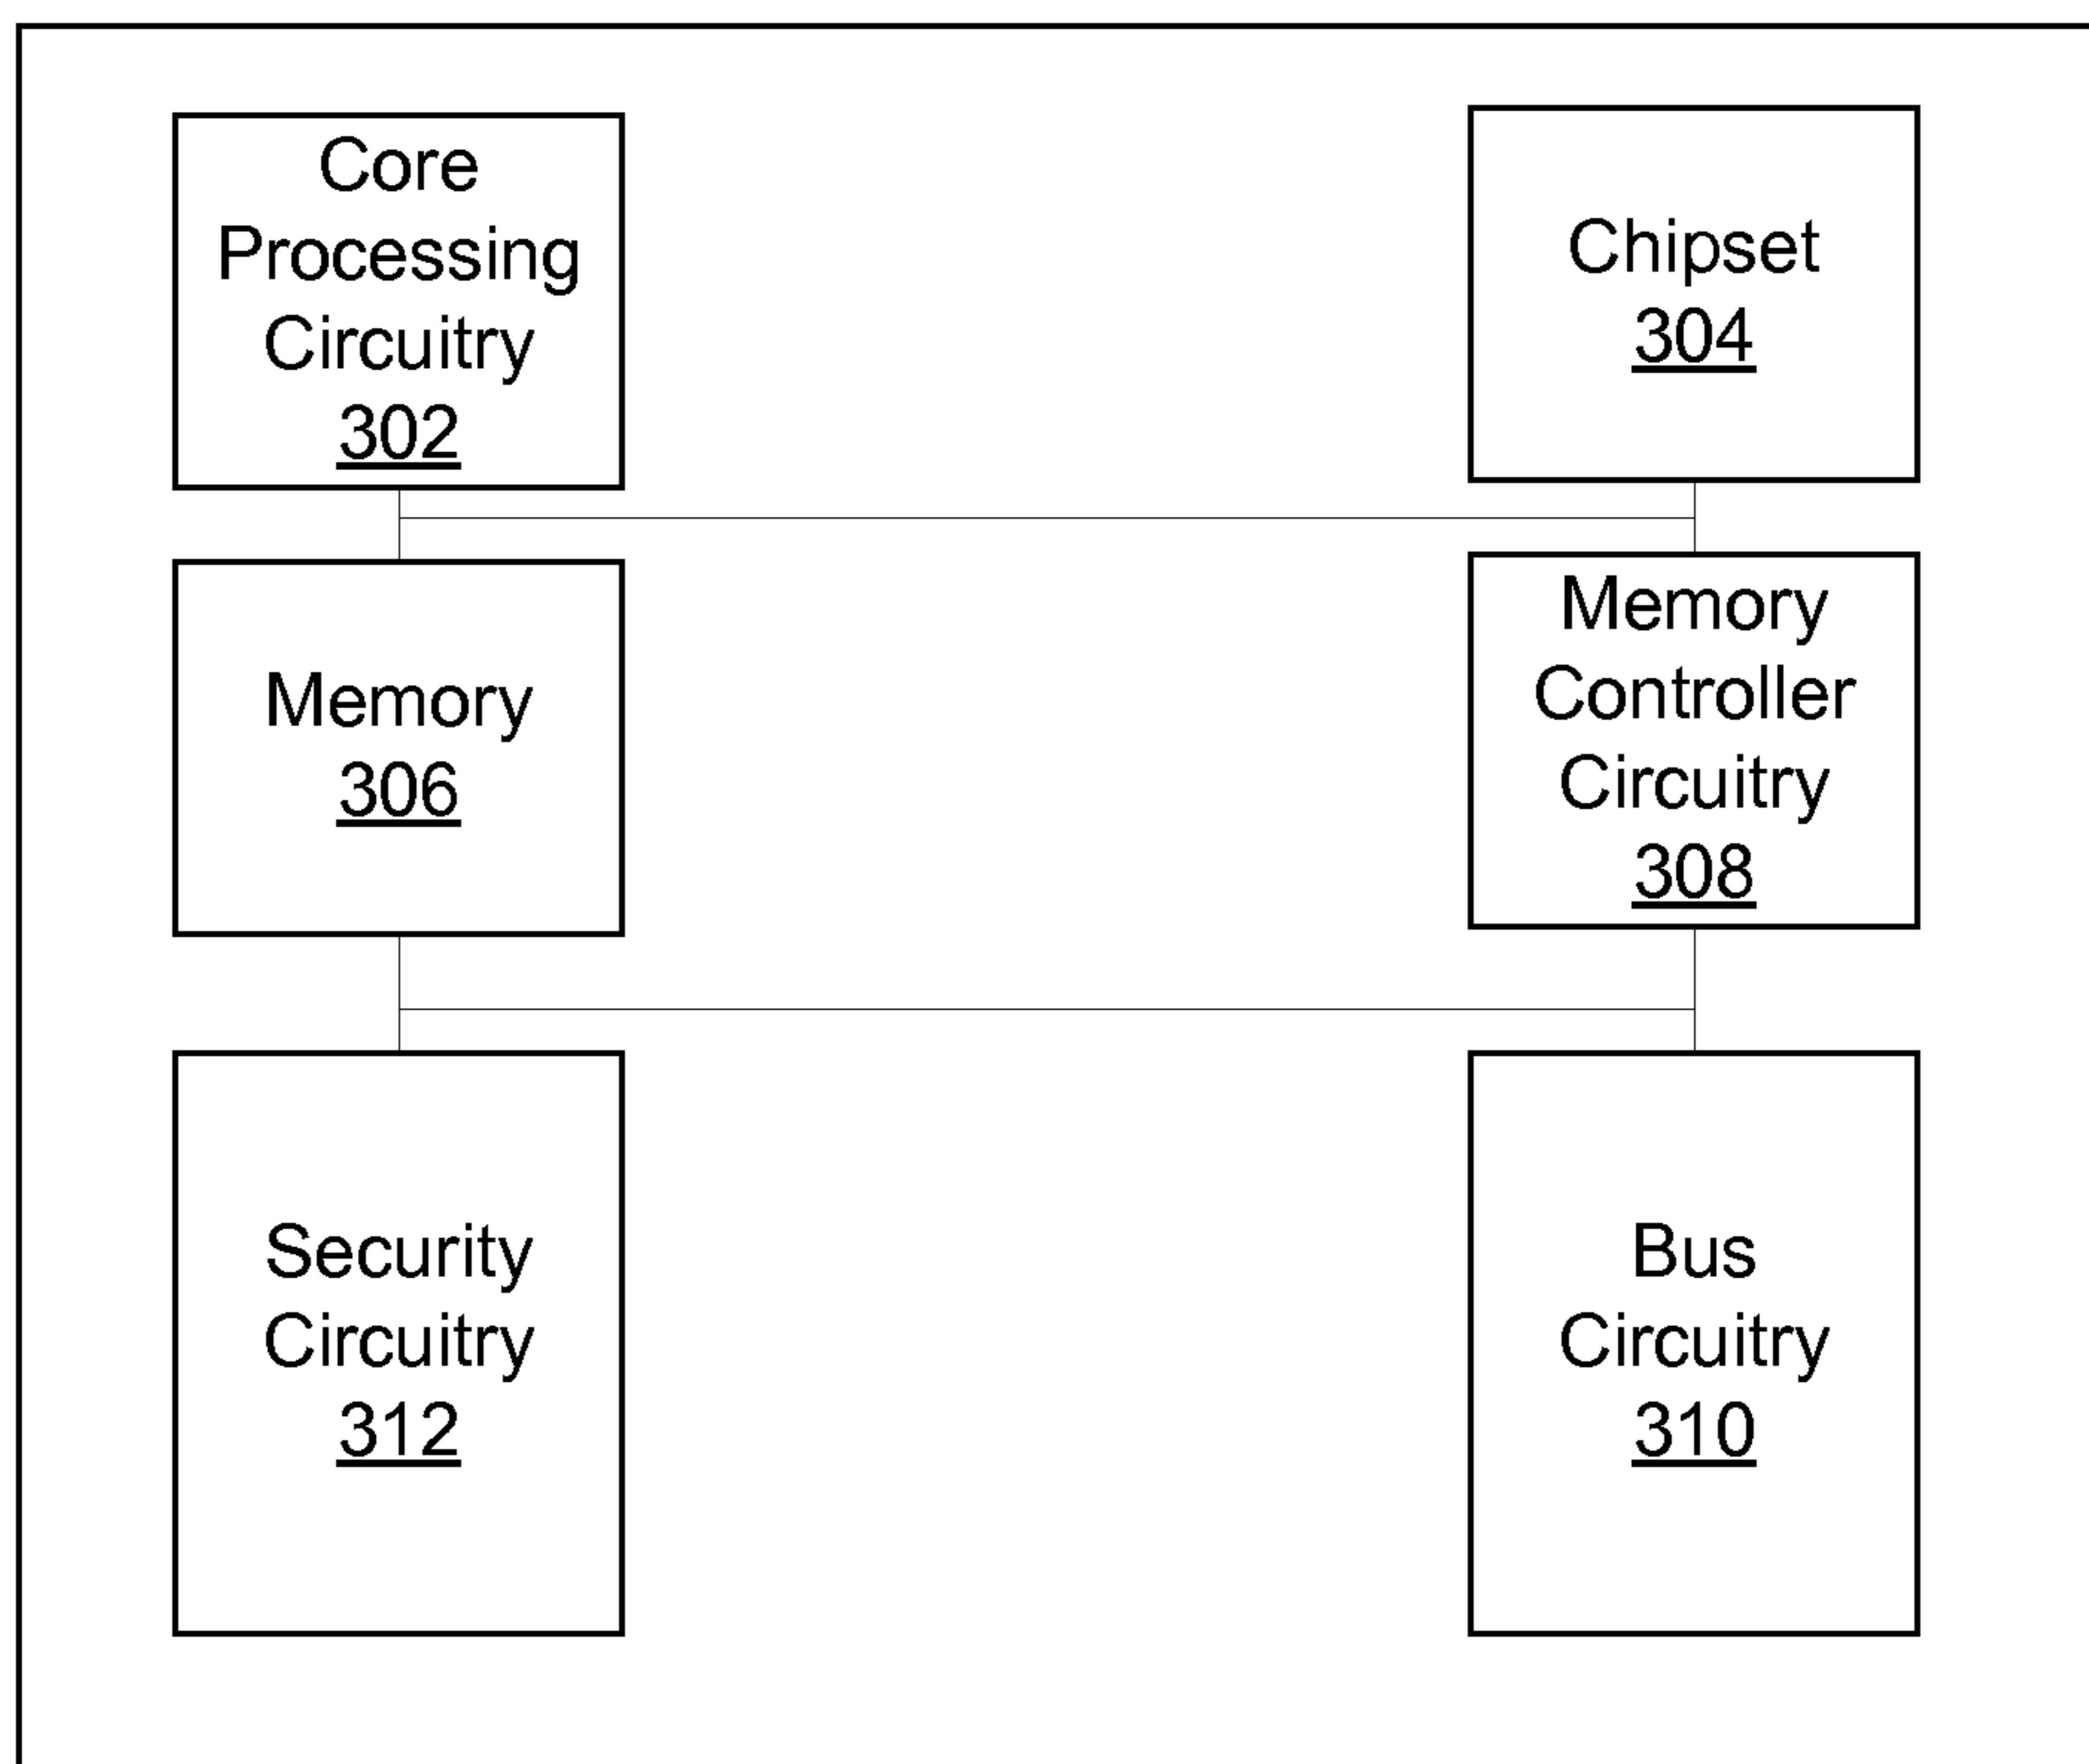 Core
Processing
Circuitry
302
Chipset
304
Memory
306
Memory
Controller
Circuitry
308
Security
Circuitry
312
Bus
Circuitry
310